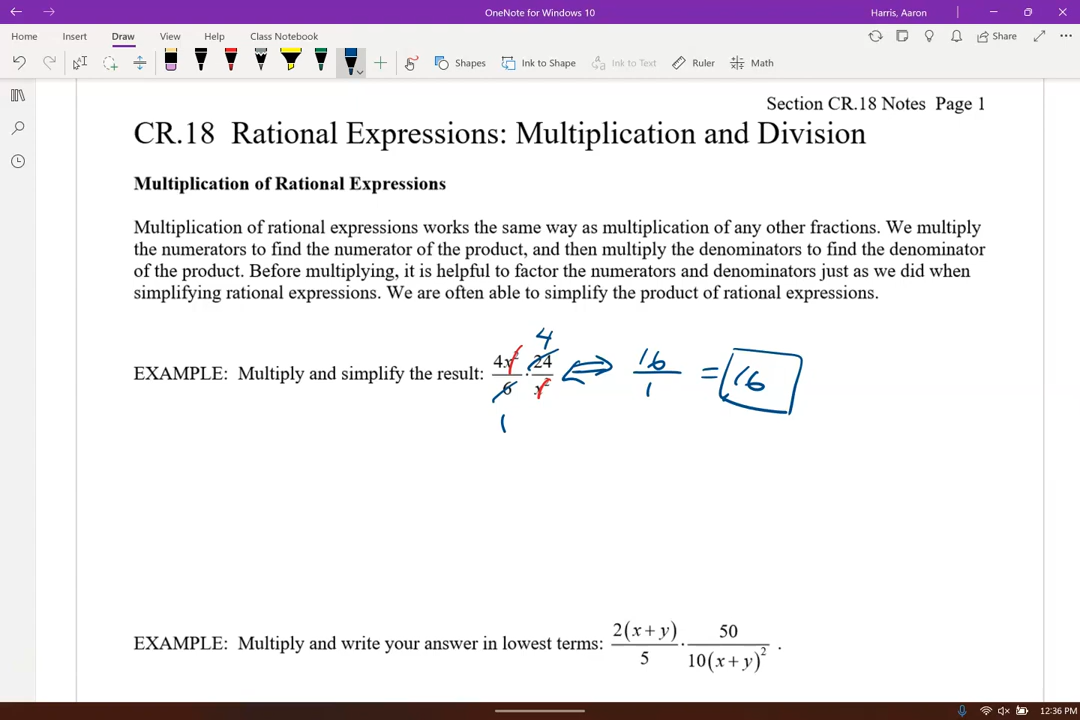 OneNote for Windows 10
Harris, Aaron
Home Insert Draw View Help Class Notebook Share
Shapes Ink to Shape Ink to Text Ruler Math
Section CR.18 Notes Page 1
CR.18 Rational Expressions: Multiplication and Division
Multiplication of Rational Expressions
Multiplication of rational expressions works the same way as multiplication of any other fractions. We multiply
the numerators to find the numerator of the product, and then multiply the denominators to find the denominator
of the product. Before multiplying, it is helpful to factor the numerators and denominators just as we did when
simplifying rational expressions. We are often able to simplify the product of rational expressions.
4
4x² 24 16
EXAMPLE: Multiply and simplify the result: · ⇔ = 16
6 x² 1
1
2(x+y) 50
EXAMPLE: Multiply and write your answer in lowest terms: · .
5 10(x+y)²
12:36 PM